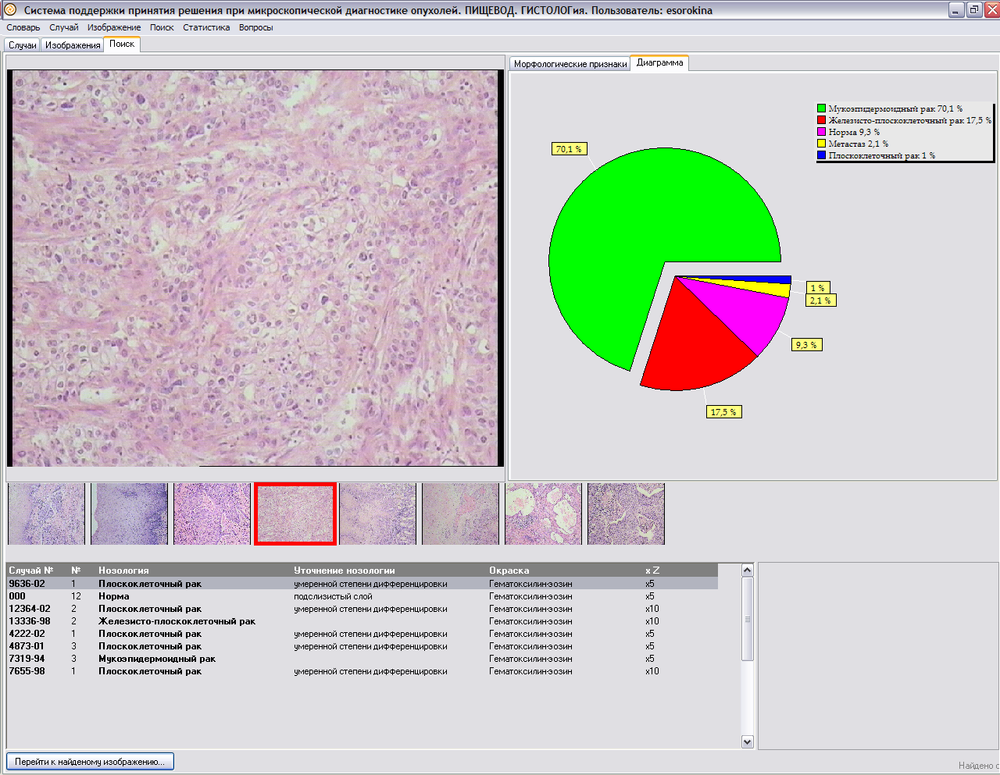 Система поддержки принятия решения при микроскопической диагностике опухолей. ПИЩЕВОД. ГИСТОЛОГия. Пользователь: esorokina
Словарь Случай Изображение Поиск Статистика Вопросы
Случаи Изображения Поиск
Морфологические признаки Диаграмма
Мукоэпидермоидный рак 70,1 %
Железисто-плоскоклеточный рак 17,5 %
Норма 9,3 %
Метастаз 2,1 %
Плоскоклеточный рак 1 %
70,1 %
1 %
2,1 %
9,3 %
17,5 %
Случай № № Нозология Уточнение нозологии Окраска x Z
9636-02 1 Плоскоклеточный рак умеренной степени дифференцировки Гематоксилин-эозин x5
000 12 Норма подслизистый слой Гематоксилин-эозин x5
12364-02 2 Плоскоклеточный рак умеренной степени дифференцировки Гематоксилин-эозин x10
13336-98 2 Железисто-плоскоклеточный рак Гематоксилин-эозин x10
4222-02 1 Плоскоклеточный рак умеренной степени дифференцировки Гематоксилин-эозин x5
4873-01 3 Плоскоклеточный рак умеренной степени дифференцировки Гематоксилин-эозин x5
7319-94 3 Мукоэпидермоидный рак Гематоксилин-эозин x5
7655-98 1 Плоскоклеточный рак умеренной степени дифференцировки Гематоксилин-эозин x10
Перейти к найденому изображению...
Найдено с